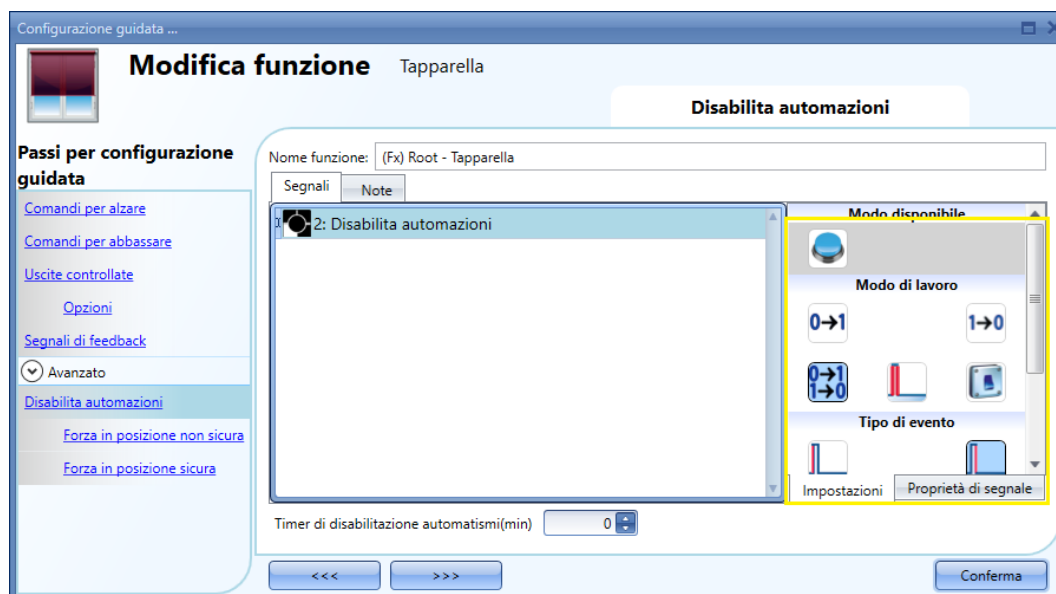 Configurazione guidata ...
Modifica funzione Tapparella
Disabilita automazioni
Passi per configurazione
guidata
Comandi per alzare
Comandi per abbassare
Uscite controllate
Opzioni
Segnali di feedback
Avanzato
Disabilita automazioni
Forza in posizione non sicura
Forza in posizione sicura
Nome funzione: (Fx) Root - Tapparella
Segnali Note
2: Disabilita automazioni
Modo disponibile
Modo di lavoro
0→1 1→0
0→1
1→0
Tipo di evento
Impostazioni Proprietà di segnale
Timer di disabilitazione automatismi(min) 0
<<< >>> Conferma